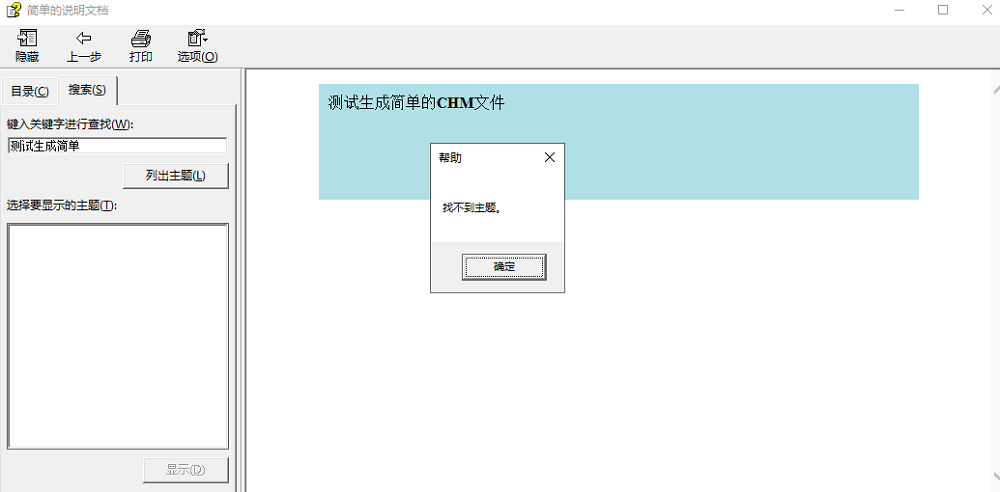 简单的说明文档
隐藏
上一步
打印
选项(O)
目录(C)
搜索(S)
键入关键字进行查找(W):
测试生成简单
列出主题(L)
选择要显示的主题(T):
显示(D)
测试生成简单的CHM文件
帮助
找不到主题。
确定